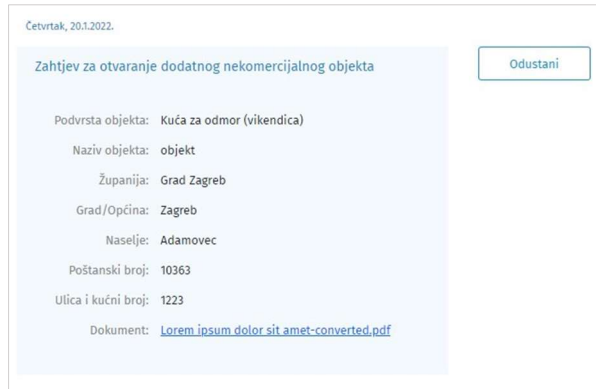 Četvrtak, 20.1.2022.
Zahtjev za otvaranje dodatnog nekomercijalnog objekta
Odustani
Podvrsta objekta: Kuća za odmor (vikendica)
Naziv objekta: objekt
Županija: Grad Zagreb
Grad/Općina: Zagreb
Naselje: Adamovec
Poštanski broj: 10363
Ulica i kućni broj: 1223
Dokument: Lorem ipsum dolor sit amet-converted.pdf